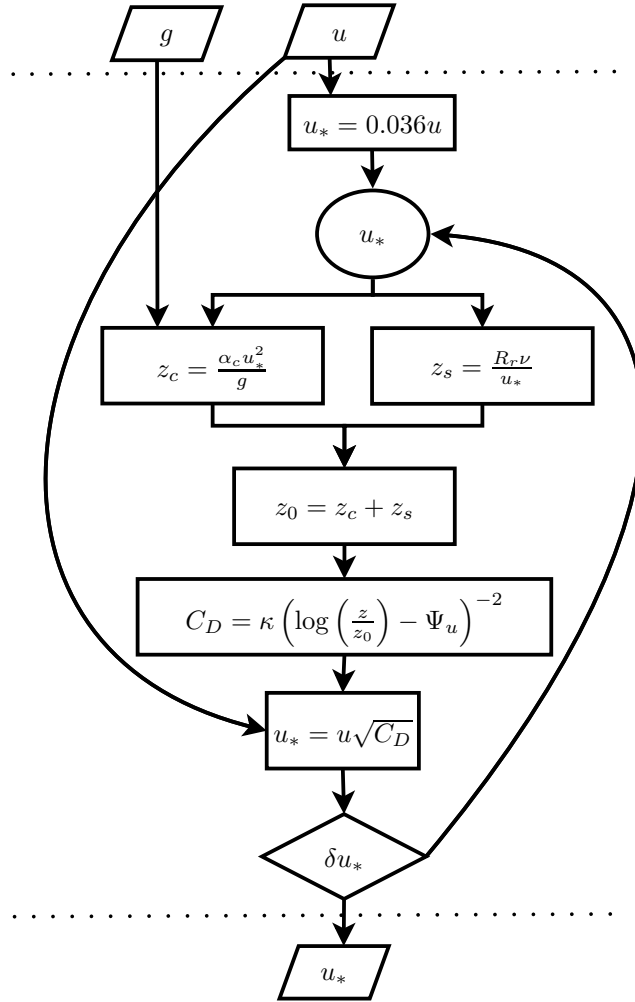 g
u
u_* = 0.036u
u_*
z_c = \frac{\alpha_c u_*^2}{g}
z_s = \frac{R_r \nu}{u_*}
z_0 = z_c + z_s
C_D = \kappa \left( \log \left( \frac{z}{z_0} \right) - \Psi_u \right)^{-2}
u_* = u\sqrt{C_D}
\delta u_*
u_*